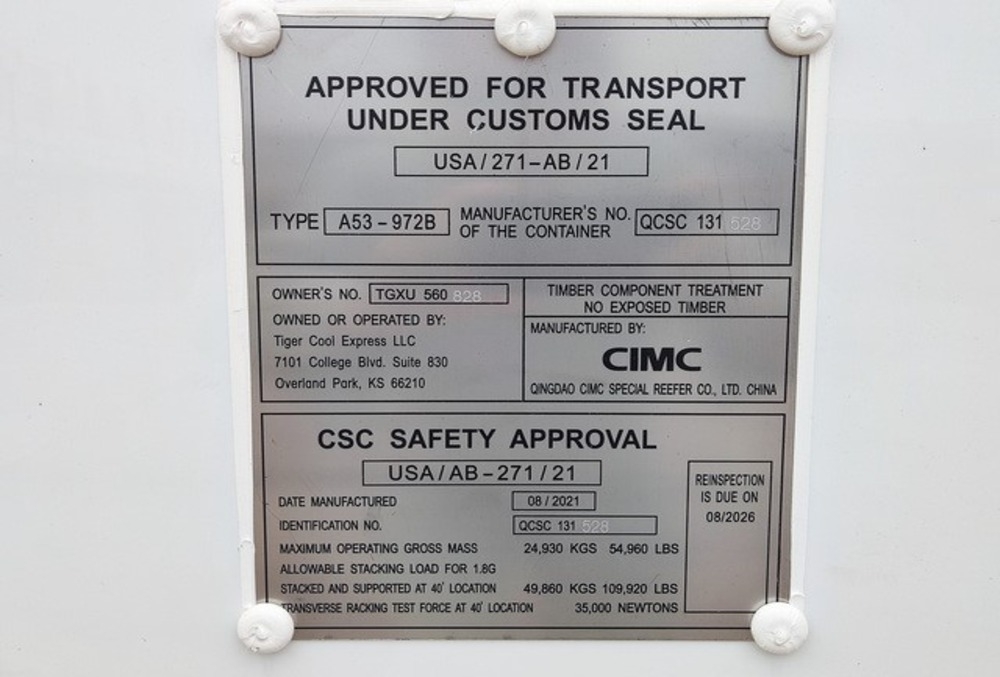 APPROVED FOR TRANSPORT
UNDER CUSTOMS SEAL
USA/271-AB/21
TYPE A53-972B MANUFACTURER'S NO. OF THE CONTAINER QCSC 131 528
OWNER'S NO. TGXU 560 828
OWNED OR OPERATED BY:
Tiger Cool Express LLC
7101 College Blvd. Suite 830
Overland Park, KS 66210
TIMBER COMPONENT TREATMENT
NO EXPOSED TIMBER
MANUFACTURED BY:
CIMC
QINGDAO CIMC SPECIAL REEFER CO., LTD. CHINA
CSC SAFETY APPROVAL
USA/AB-271/21
DATE MANUFACTURED 08/2021
IDENTIFICATION NO. QCSC 131 528
MAXIMUM OPERATING GROSS MASS 24,930 KGS 54,960 LBS
ALLOWABLE STACKING LOAD FOR 1.8G
STACKED AND SUPPORTED AT 40' LOCATION 49,860 KGS 109,920 LBS
TRANSVERSE RACKING TEST FORCE AT 40' LOCATION 35,000 NEWTONS
REINSPECTION
IS DUE ON
08/2026